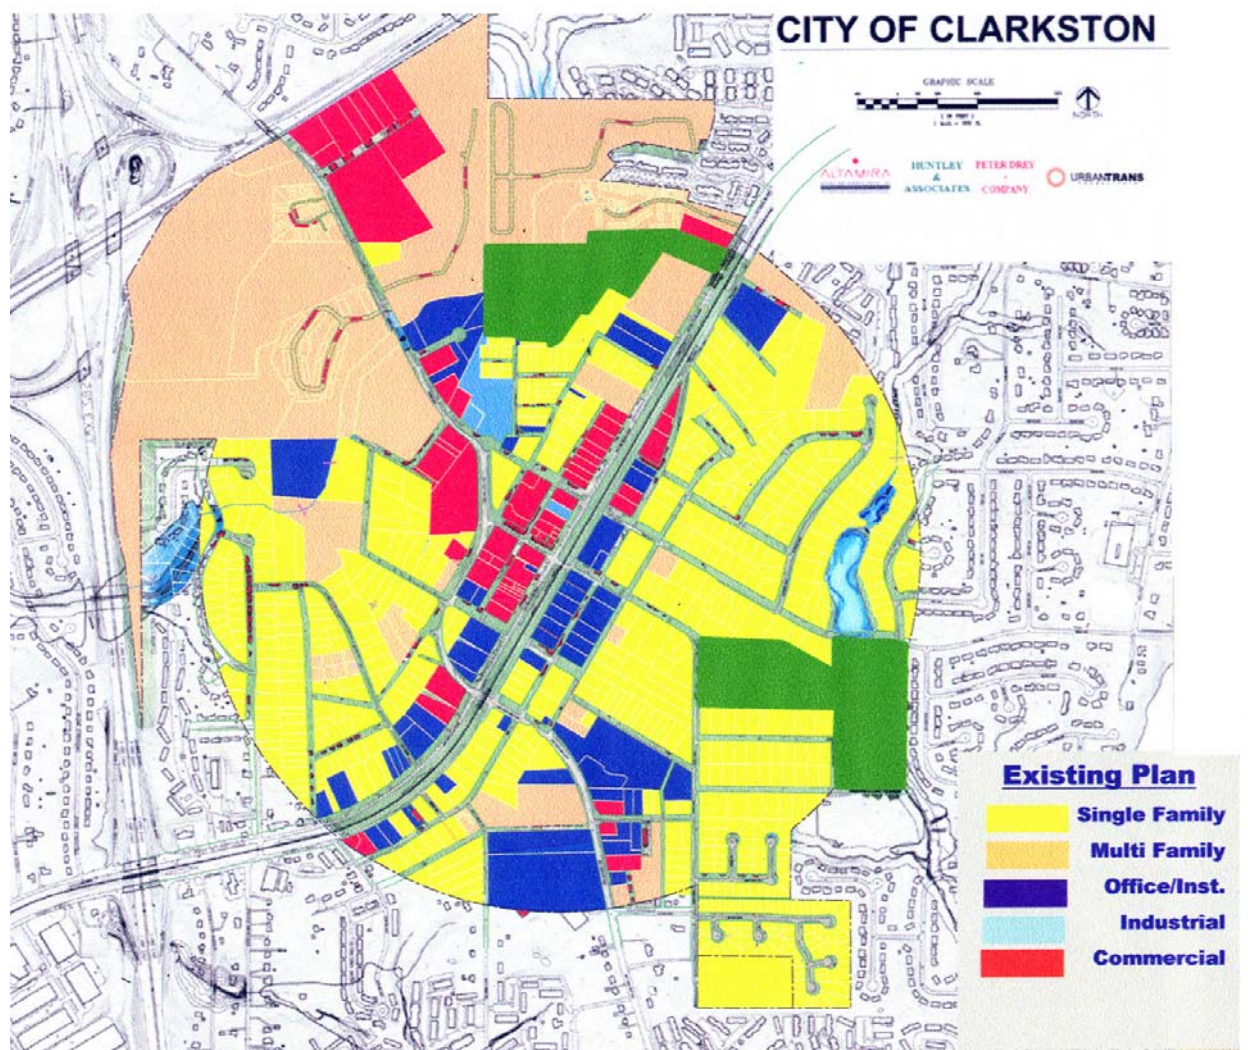 CITY OF CLARKSTON
GRAPHIC SCALE
NORTH
ALTAMIRA
HUNTLEY
&
ASSOCIATES
PETER DREY
COMPANY
URBANTRANS
Existing Plan
Single Family
Multi Family
Office/Inst.
Industrial
Commercial